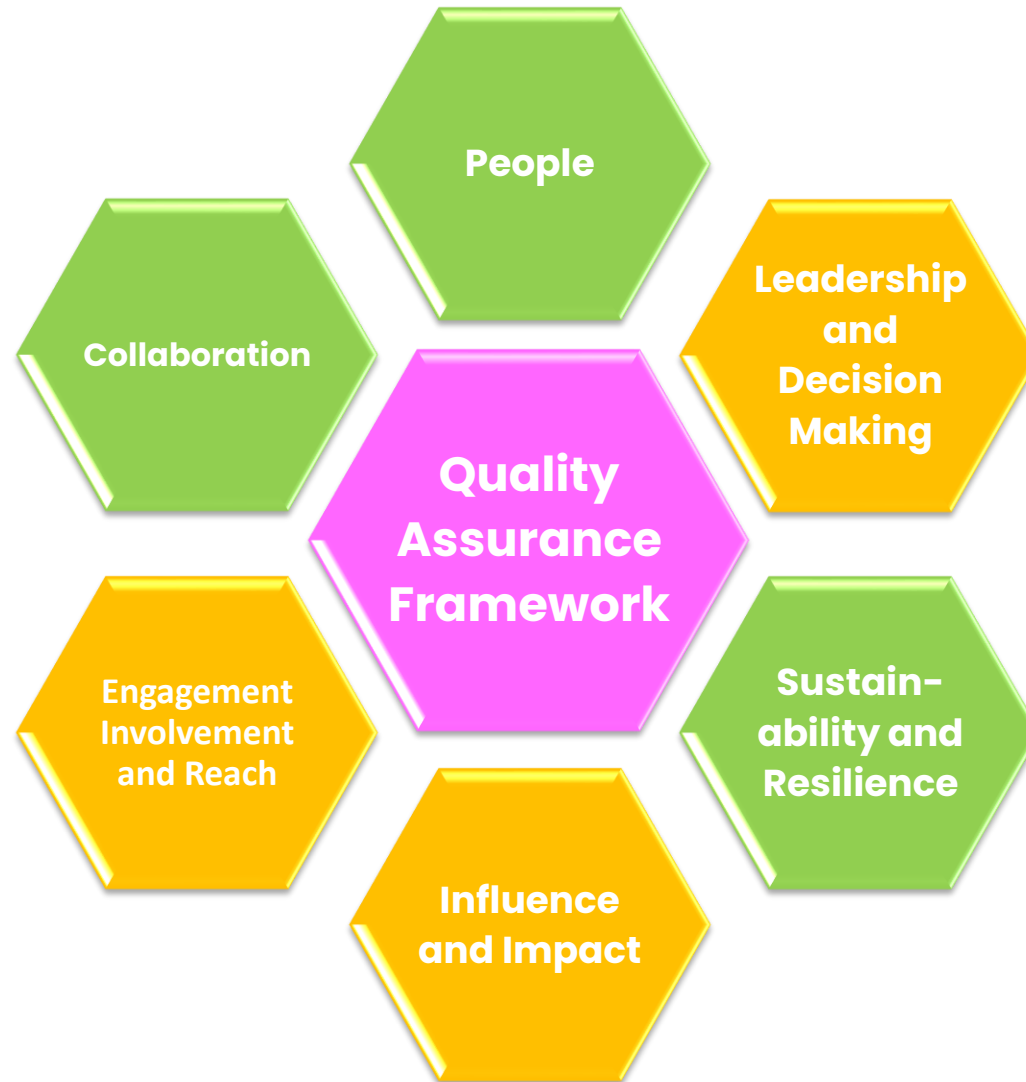 People
Collaboration
Leadership
and
Decision
Making
Quality
Assurance
Framework
Engagement
Involvement
and Reach
Sustain-
ability and
Resilience
Influence
and Impact